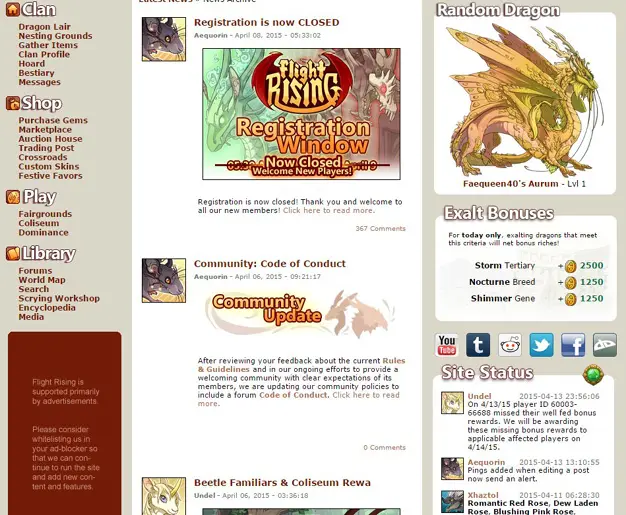 Clan
Dragon Lair
Nesting Grounds
Gather Items
Clan Profile
Hoard
Bestiary
Messages
Shop
Purchase Gems
Marketplace
Auction House
Trading Post
Crossroads
Custom Skins
Festive Favors
Play
Fairgrounds
Coliseum
Dominance
Library
Forums
World Map
Search
Scrying Workshop
Encyclopedia
Media
Flight Rising is
supported primarily
by advertisements.
Please consider
whitelisting us in
your ad-blocker so
that we can con-
tinue to run the site
and add new con-
tent and features.
Latest News » News Archive
Registration is now CLOSED
Aequorin - April 08, 2015 - 05:33:02
Flight
RISING
Registration
Window
Now Closed
Welcome New Players!
Registration is now closed! Thank you and welcome to
all our new members! Click here to read more.
367 Comments
Community: Code of Conduct
Aequorin - April 06, 2015 - 09:21:17
Community
Update
After reviewing your feedback about the current Rules
& Guidelines and in our ongoing efforts to provide a
welcoming community with clear expectations of its
members, we are updating our community policies to
include a forum Code of Conduct. Click here to read
more.
0 Comments
Beetle Familiars & Coliseum Rewa
Undel - April 06, 2015 - 03:36:18
Random Dragon
Faequeen40's Aurum - Lvl 1
Exalt Bonuses
For today only, exalting dragons that meet
this criteria will net bonus riches!
Storm Tertiary + 2500
Nocturne Breed + 1250
Shimmer Gene + 1250
You
Tube
t
f
Site Status
Undel 2015-04-13 23:56:06
On 4/13/15 player ID 60003-
66688 missed their well fed bonus
rewards. We will be awarding
these missing bonus rewards to
applicable affected players on
4/14/15.
Aequorin 2015-04-13 13:10:55
Pings added when editing a post
now send an alert.
Xhaztol 2015-04-11 06:28:30
Romantic Red Rose, Dew Laden
Rose, Blushing Pink Rose,